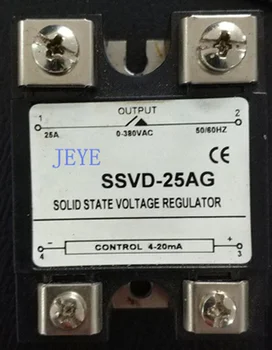 OUTPUT
1 2
25A 0-380VAC 50/60HZ
JEYE CE
SSVD-25AG
SOLID STATE VOLTAGE REGULATOR
- CONTROL 4-20mA +
4 3